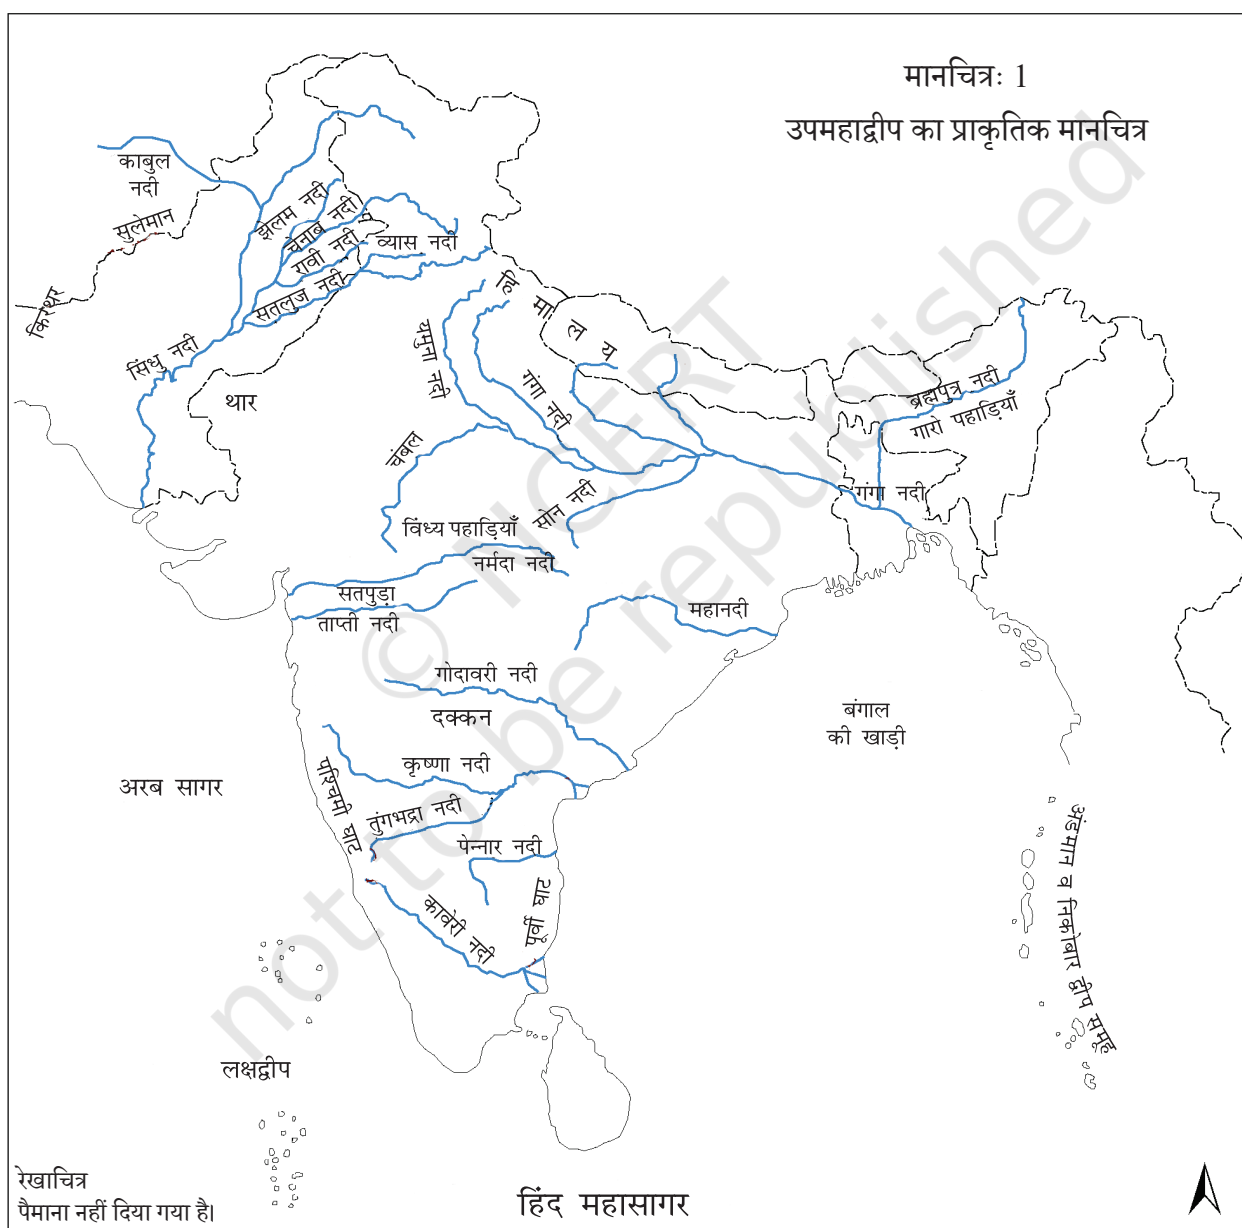 मानचित्रः 1
उपमहाद्वीप का प्राकृतिक मानचित्र
काबुल
नदी
सुलेमान
किरथर
झेलम नदी
चेनाब नदी
रावी नदी
व्यास नदी
सतलुज नदी
सिंधु नदी
थार
हिमालय
यमुना नदी
गंगा नदी
ब्रह्मपुत्र नदी
गारो पहाड़ियाँ
चंबल
सोन नदी
गंगा नदी
विंध्य पहाड़ियाँ
नर्मदा नदी
सतपुड़ा
ताप्ती नदी
महानदी
गोदावरी नदी
दक्कन
बंगाल
की खाड़ी
कृष्णा नदी
अरब सागर
पश्चिमी घाट
तुंगभद्रा नदी
पेन्नार नदी
पूर्वी घाट
कावेरी नदी
अंडमान व निकोबार द्वीप समूह
लक्षद्वीप
रेखाचित्र
पैमाना नहीं दिया गया है।
हिंद महासागर
© NCERT
not to be republished